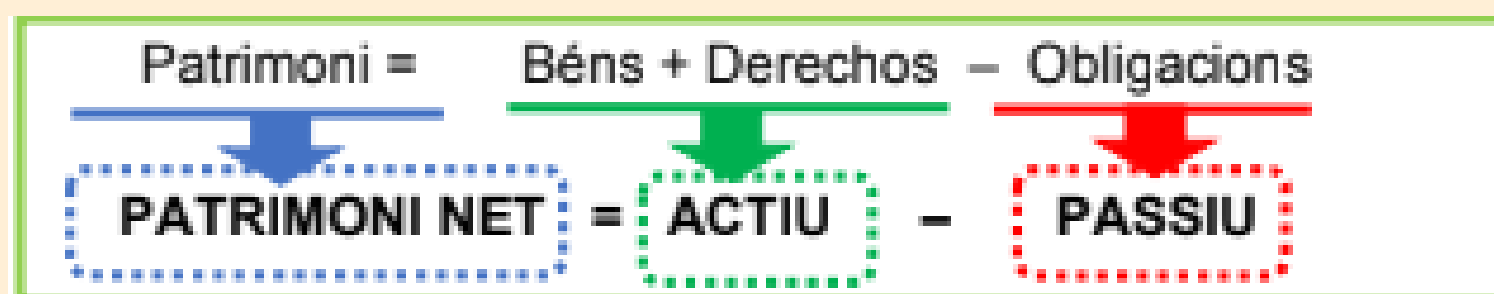 Patrimoni = Béns + Derechos – Obligacions
PATRIMONI NET = ACTIU – PASSIU